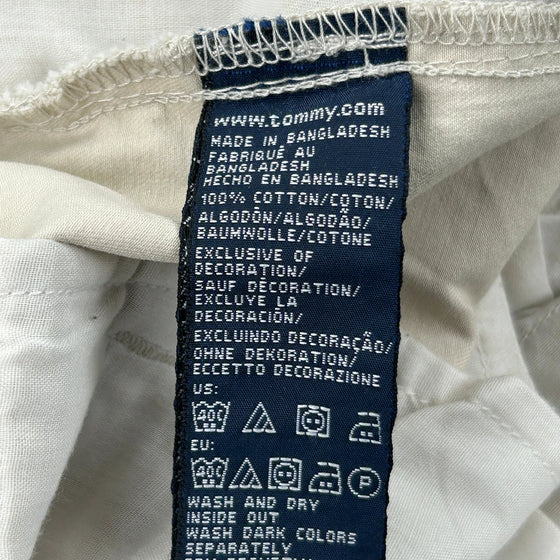 www.tommy.com
MADE IN BANGLADESH
FABRIQUÉ AU
BANGLADESH
HECHO EN BANGLADESH
100% COTTON/COTON/
ALGODÓN/ALGODÃO/
BAUMWOLLE/COTONE
EXCLUSIVE OF
DECORATION/
SAUF DÉCORATION/
EXCLUYE LA
DECORACIÓN/
EXCLUINDO DECORAÇÃO/
OHNE DEKORATION/
ECCETTO DECORAZIONE
US:
40C
EU:
40C P
WASH AND DRY
INSIDE OUT
WASH DARK COLORS
SEPARATELY